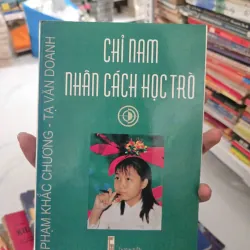 CHỈ NAM
NHÂN CÁCH HỌC TRÒ
PHẠM KHẮC CHƯƠNG - TẠ VĂN DOANH